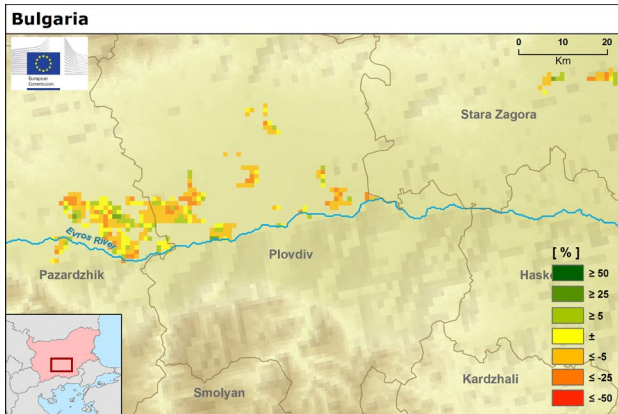 Bulgaria
European
Commission
0 10 20
Km
Stara Zagora
Evros River
Plovdiv
Pazardzhik
[ % ]
Hask
≥ 50
≥ 25
≥ 5
±
≤ -5
≤ -25
≤ -50
Smolyan
Kardzhali